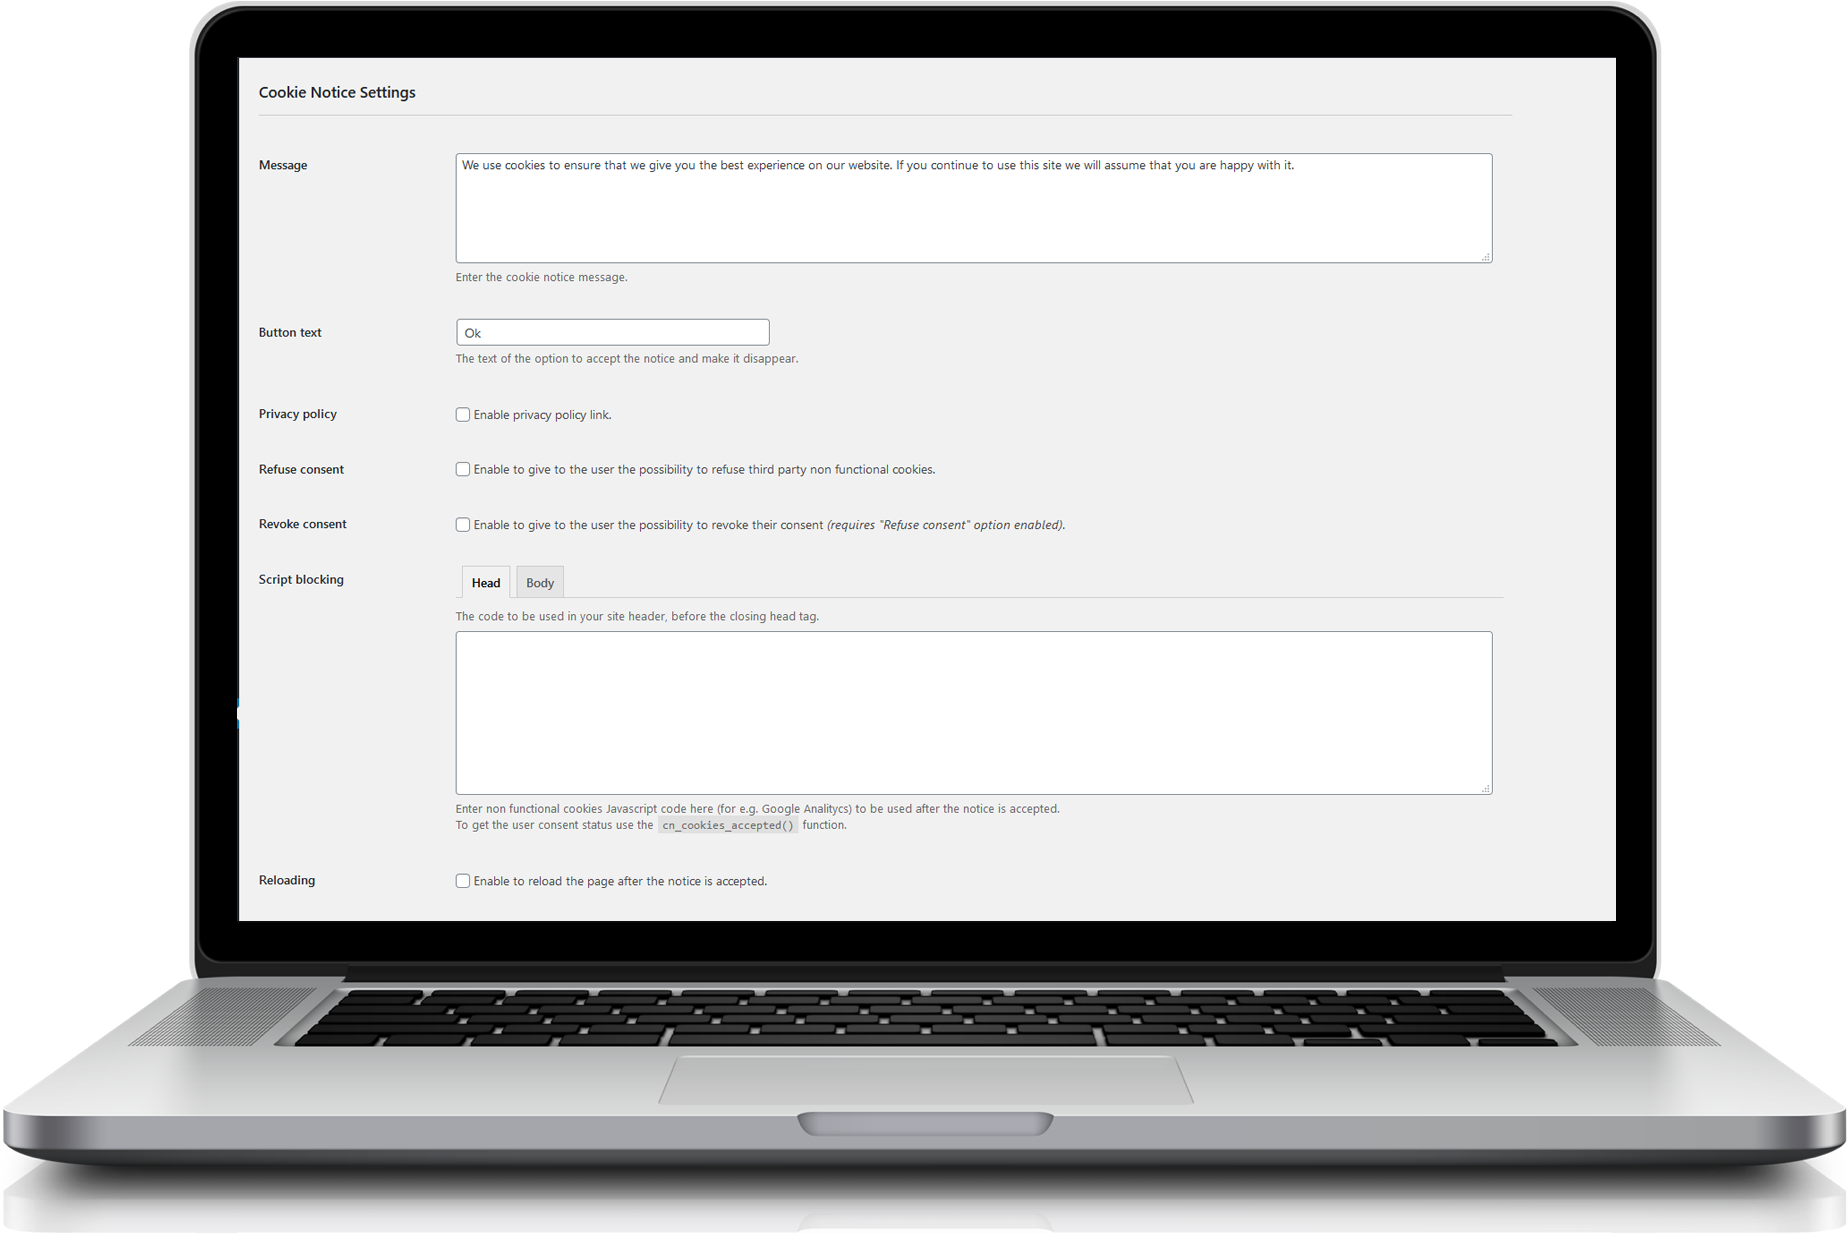 Cookie Notice Settings
Message
We use cookies to ensure that we give you the best experience on our website. If you continue to use this site we will assume that you are happy with it.
Enter the cookie notice message.
Button text
Ok
The text of the option to accept the notice and make it disappear.
Privacy policy
Enable privacy policy link.
Refuse consent
Enable to give to the user the possibility to refuse third party non functional cookies.
Revoke consent
Enable to give to the user the possibility to revoke their consent (requires "Refuse consent" option enabled).
Script blocking
Head
Body
The code to be used in your site header, before the closing head tag.
Enter non functional cookies Javascript code here (for e.g. Google Analitycs) to be used after the notice is accepted.
To get the user consent status use the cn_cookies_accepted() function.
Reloading
Enable to reload the page after the notice is accepted.